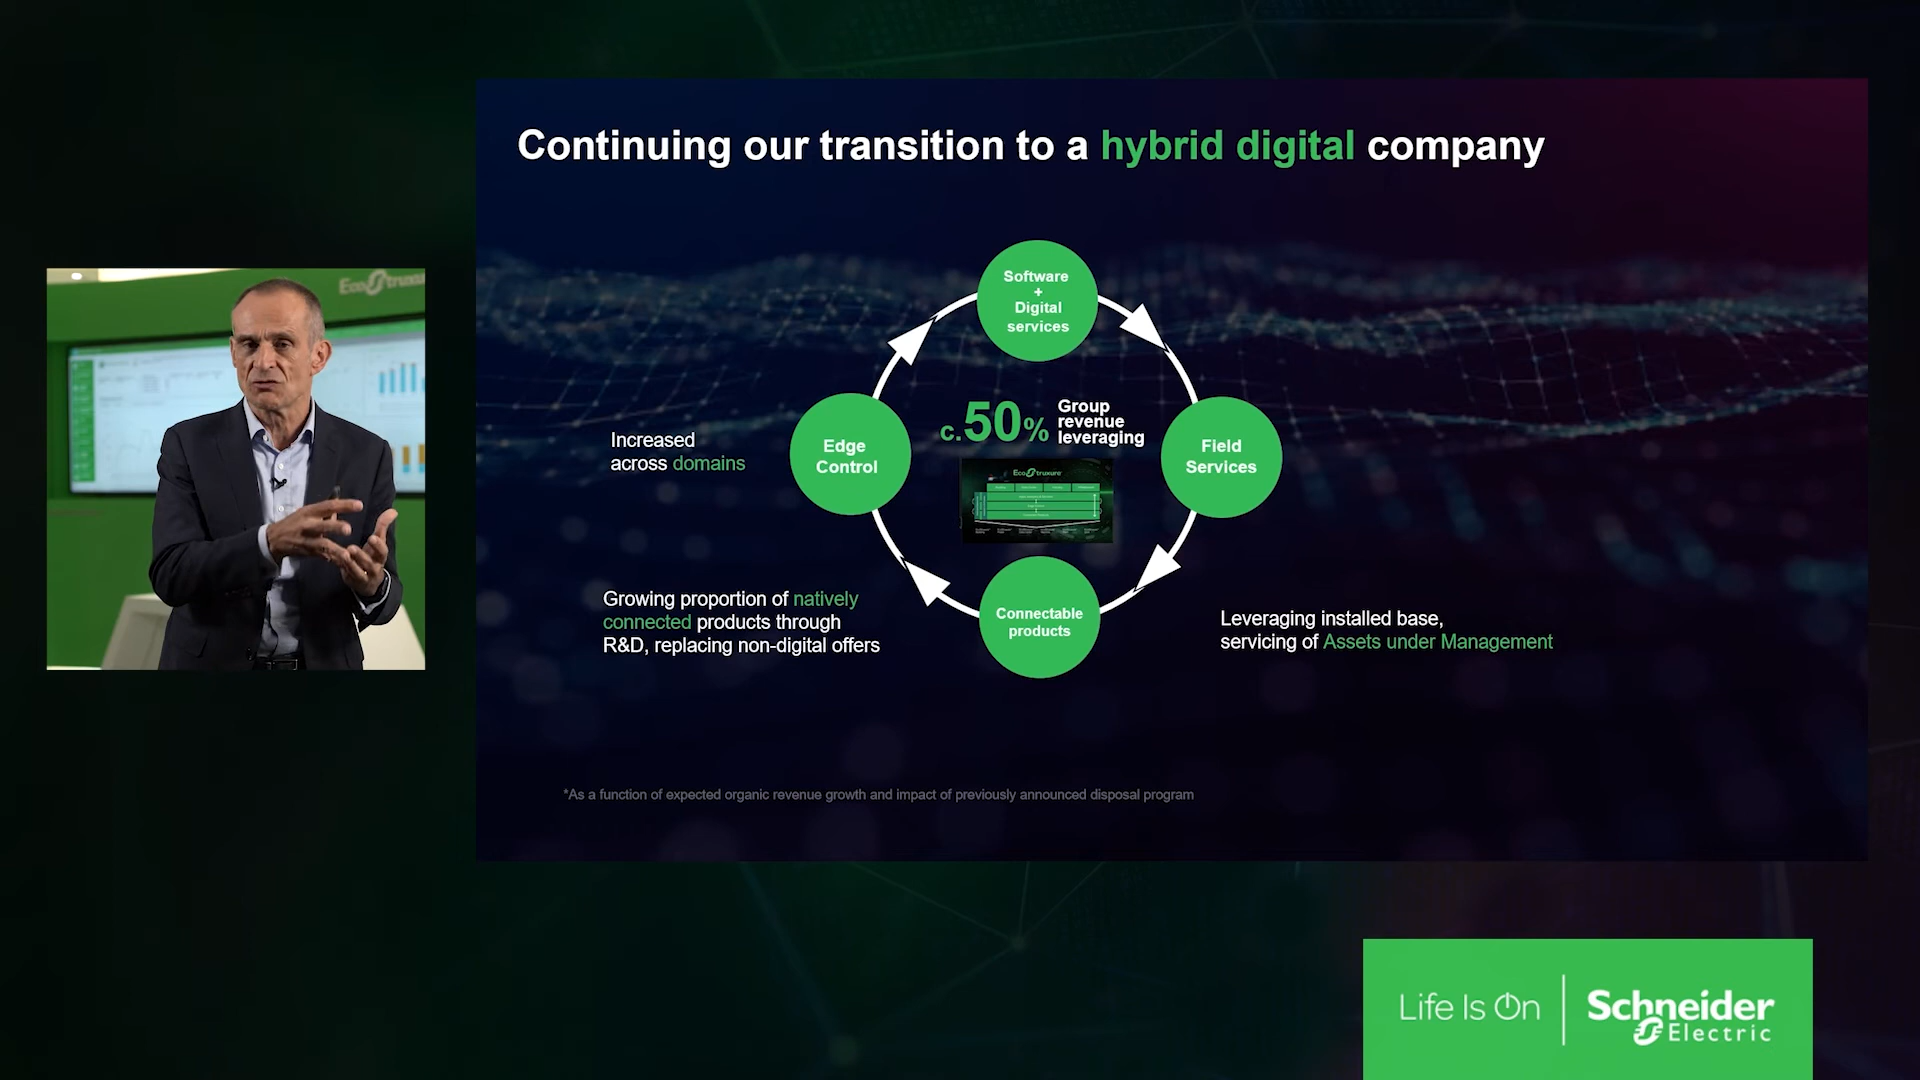 Continuing our transition to a hybrid digital company
Software
+
Digital
services
c.50%
Group
revenue
leveraging
EcoStruxure
Edge
Control
Field
Services
Connectable
products
Increased
across domains
Growing proportion of natively
connected products through
R&D, replacing non-digital offers
Leveraging installed base,
servicing of Assets under Management
*As a function of expected organic revenue growth and impact of previously announced disposal program
Life Is On
Schneider
Electric